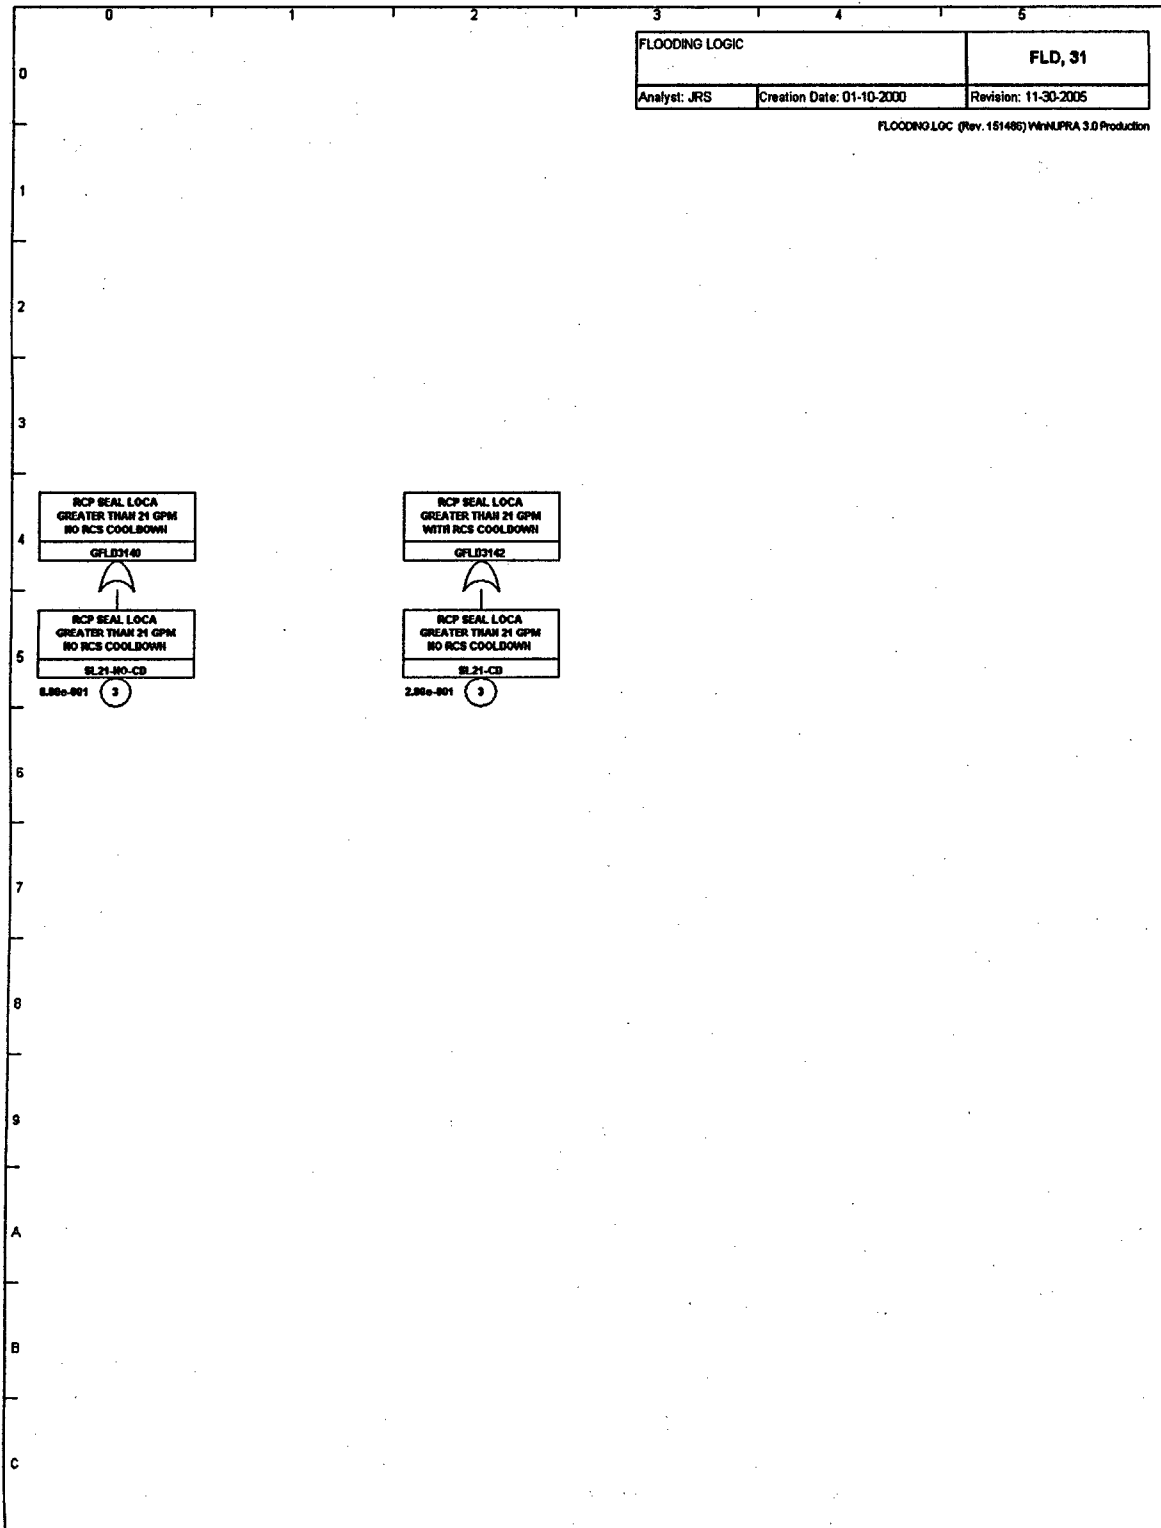 0 1 2 3 4 5
FLOODING LOGIC
FLD, 31
Analyst: JRS
Creation Date: 01-10-2000
Revision: 11-30-2005
FLOODING.LGC (Rev. 151486) WinNUPRA 3.0 Production
0
1
2
3
4
5
6
7
8
9
A
B
C
RCP SEAL LOCA
GREATER THAN 21 GPM
NO RCS COOLDOWN
GFLD3140
RCP SEAL LOCA
GREATER THAN 21 GPM
NO RCS COOLDOWN
SL21-NO-CD
3
RCP SEAL LOCA
GREATER THAN 21 GPM
WITH RCS COOLDOWN
GFLD3142
RCP SEAL LOCA
GREATER THAN 21 GPM
NO RCS COOLDOWN
SL21-CD
3